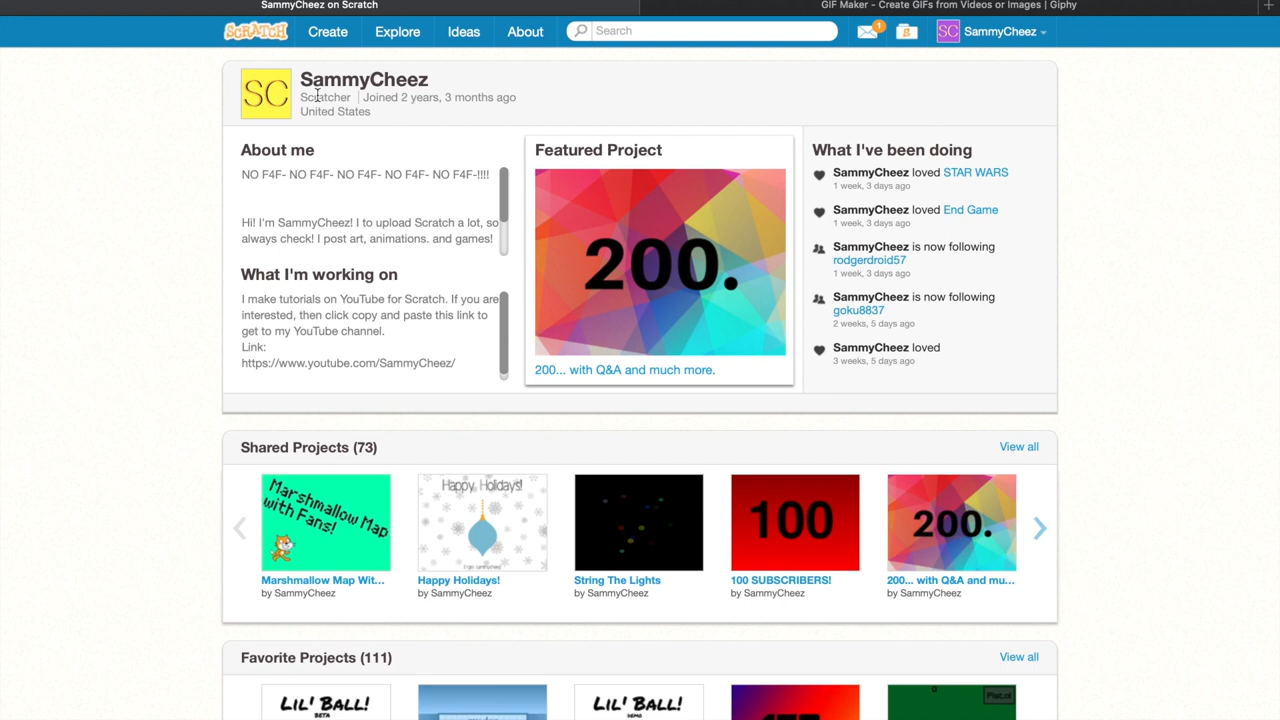 SammyCheez on Scratch
GIF Maker - Create GIFs from Videos or Images | Giphy
SCRATCH Create Explore Ideas About Search 1 SC SammyCheez
SC
SammyCheez
Scratcher | Joined 2 years, 3 months ago
United States
About me
NO F4F- NO F4F- NO F4F- NO F4F- NO F4F-!!!!
Hi! I'm SammyCheez! I to upload Scratch a lot, so
always check! I post art, animations. and games!
What I'm working on
I make tutorials on YouTube for Scratch. If you are
interested, then click copy and paste this link to
get to my YouTube channel.
Link:
https://www.youtube.com/SammyCheez/
Featured Project
200.
200... with Q&A and much more.
What I've been doing
SammyCheez loved STAR WARS
1 week, 3 days ago
SammyCheez loved End Game
1 week, 3 days ago
SammyCheez is now following
rodgerdroid57
1 week, 3 days ago
SammyCheez is now following
goku8837
2 weeks, 5 days ago
SammyCheez loved
3 weeks, 5 days ago
Shared Projects (73)
View all
Marshmallow Map
with Fans!
Marshmallow Map Wit...
by SammyCheez
Happy Holidays!
Happy Holidays!
by SammyCheez
String The Lights
by SammyCheez
100
100 SUBSCRIBERS!
by SammyCheez
200.
200... with Q&A and mu...
by SammyCheez
Favorite Projects (111)
View all
LIL' BALL!
BETA
LIL' BALL!
DEMO